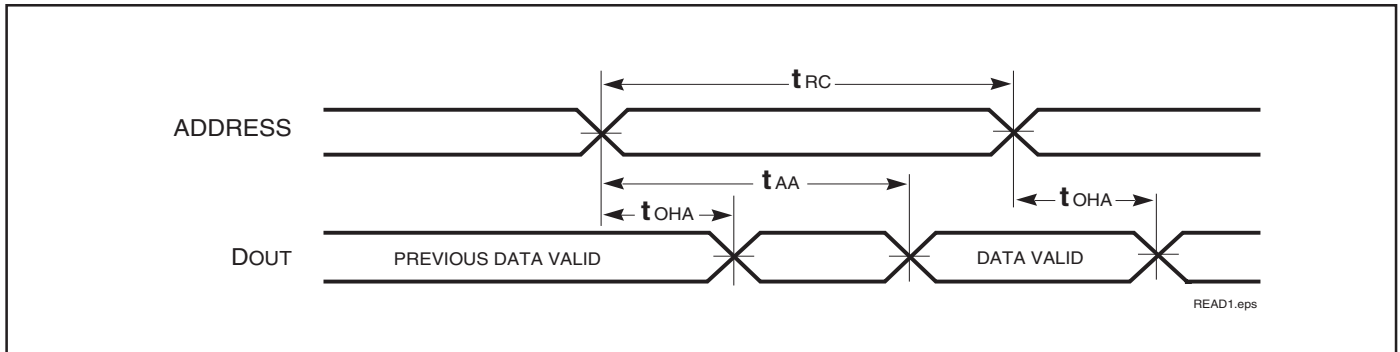 tRC
ADDRESS
tAA
tOHA
tOHA
DOUT
PREVIOUS DATA VALID
DATA VALID
READ1.eps